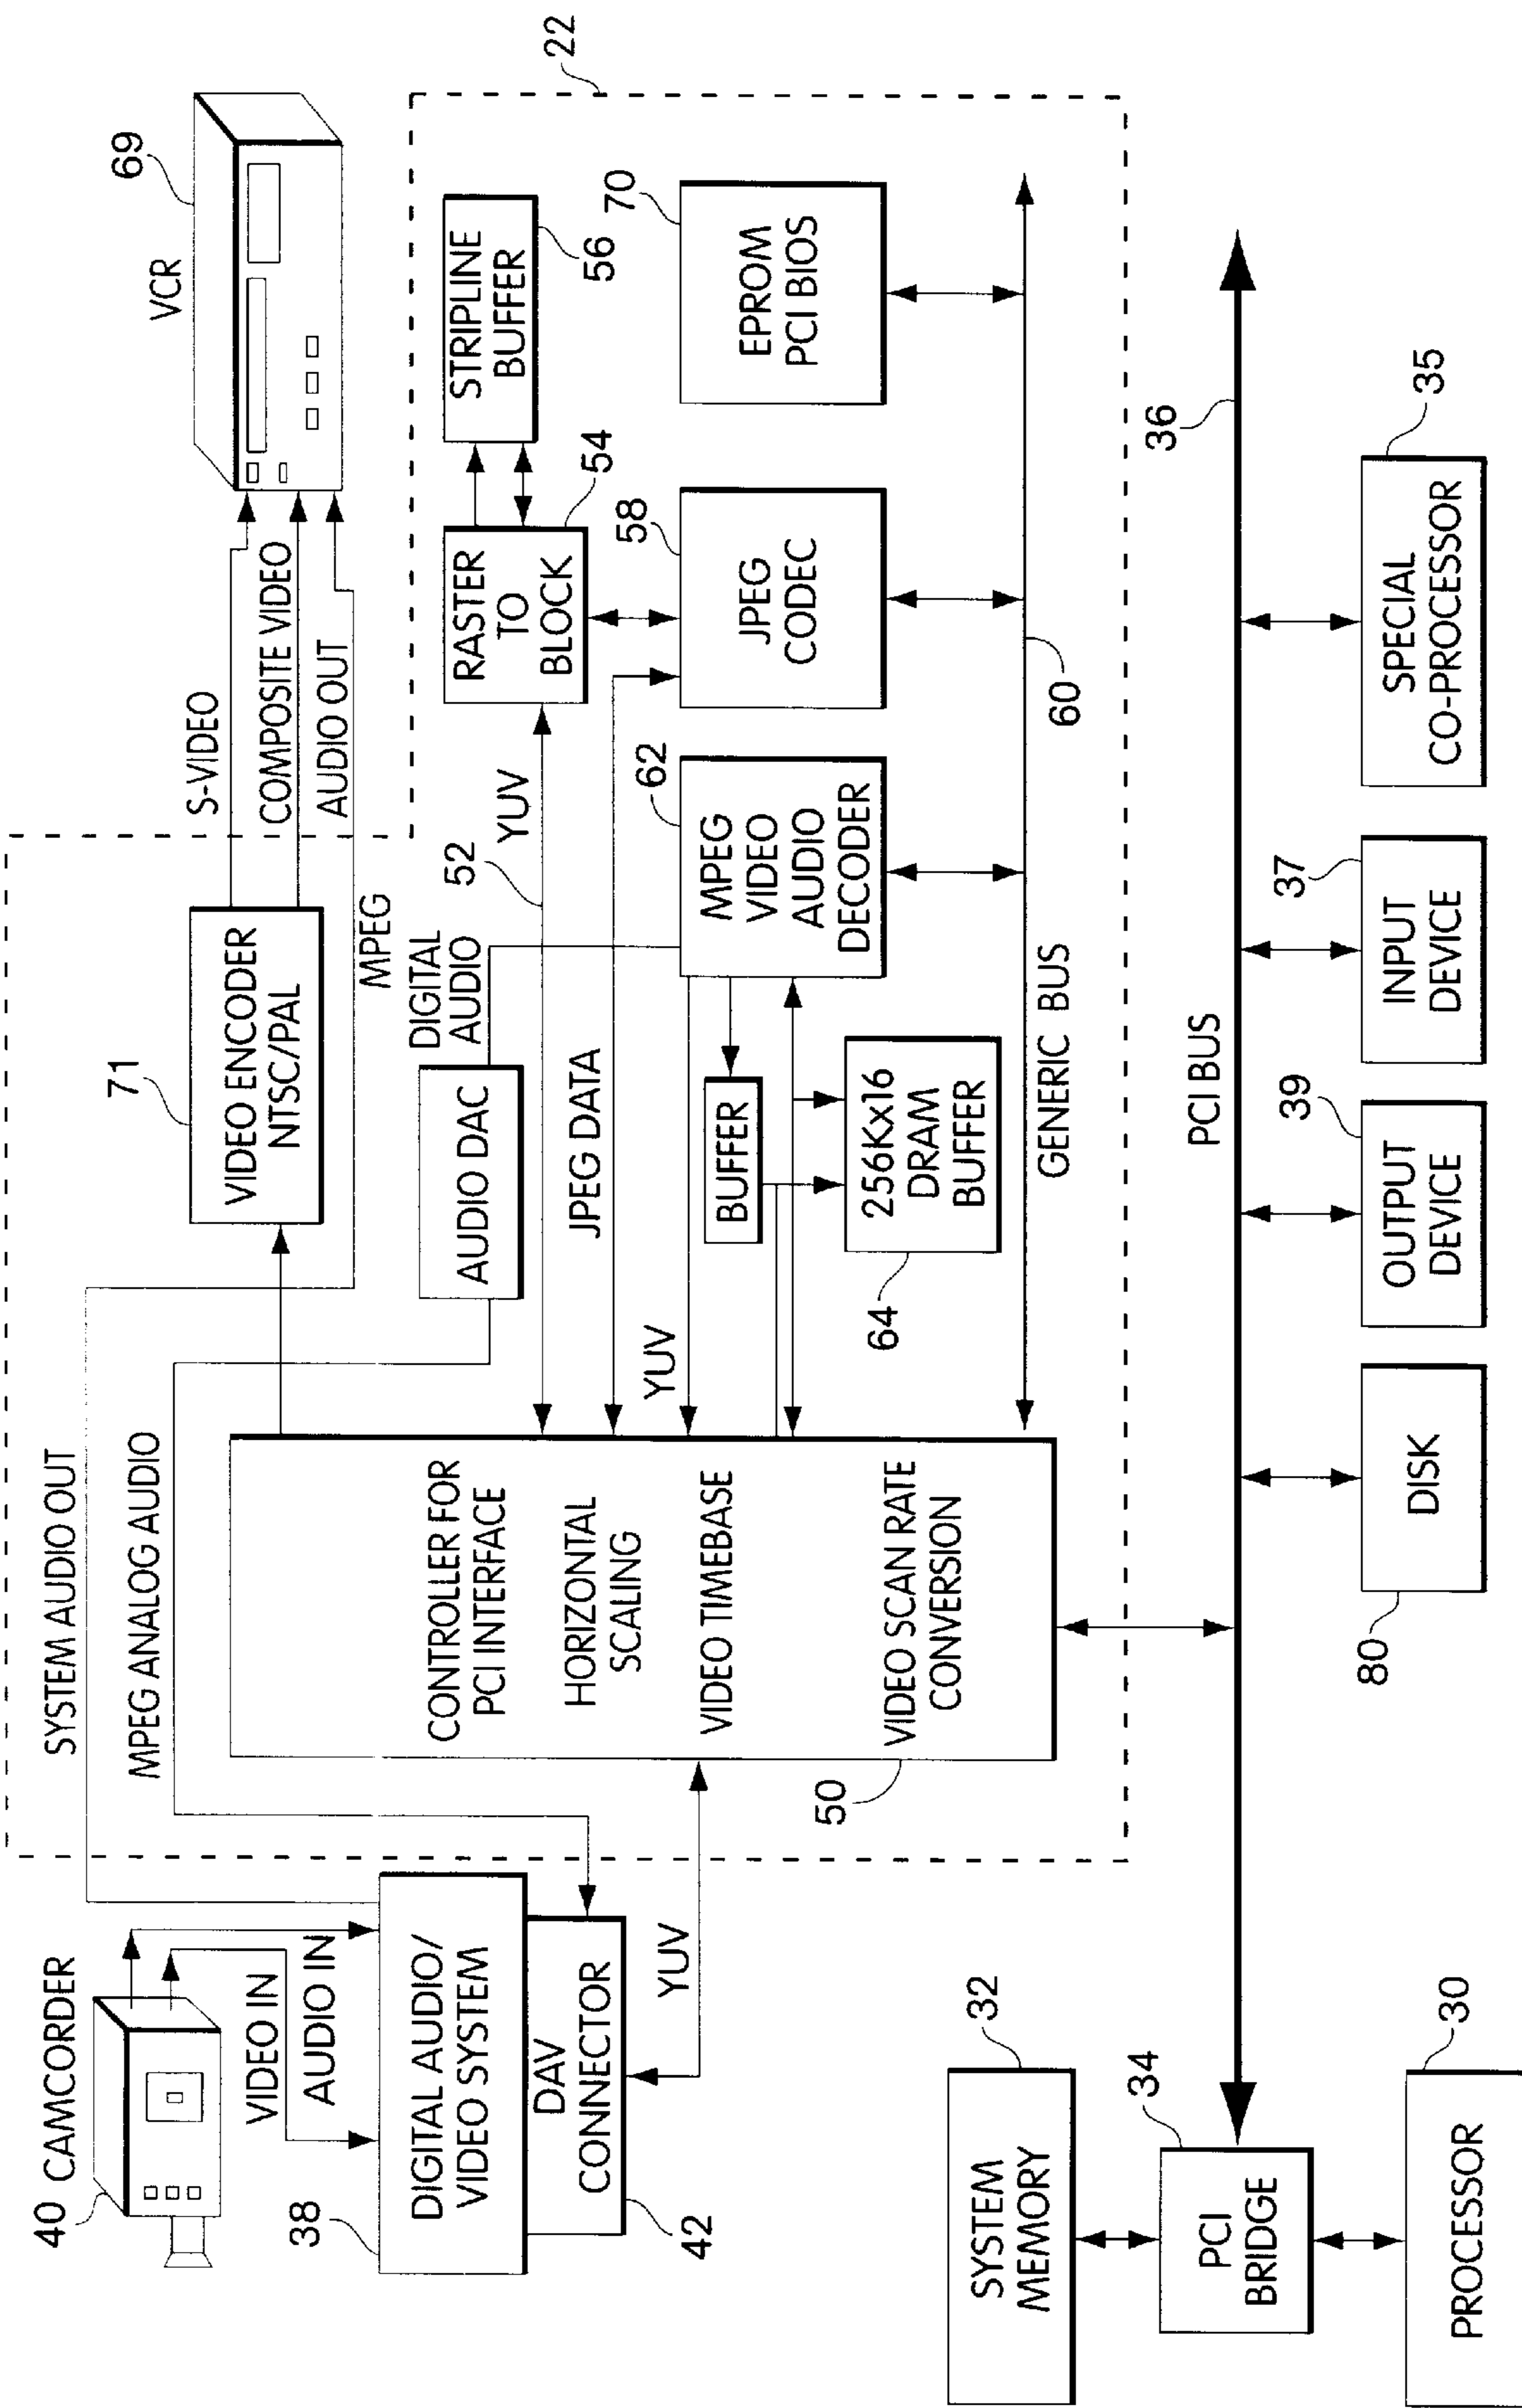 40 CAMCORDER
VIDEO IN
AUDIO IN
38
DIGITAL AUDIO/
VIDEO SYSTEM
DAV
CONNECTOR
42
YUV
SYSTEM AUDIO OUT
MPEG ANALOG AUDIO
CONTROLLER FOR
PCI INTERFACE
HORIZONTAL
SCALING
VIDEO TIMEBASE
VIDEO SCAN RATE
CONVERSION
50
71
VIDEO ENCODER
NTSC/PAL
S-VIDEO
COMPOSITE VIDEO
AUDIO OUT
VCR
69
22
MPEG
DIGITAL
AUDIO
AUDIO DAC
52
YUV
JPEG DATA
YUV
RASTER
TO
BLOCK
54
STRIPLINE
BUFFER
56
62
MPEG
VIDEO
AUDIO
DECODER
58
JPEG
CODEC
70
EPROM
PCI BIOS
BUFFER
256Kx16
DRAM
BUFFER
64
GENERIC BUS
60
PCI BUS
36
SYSTEM
MEMORY
32
PCI
BRIDGE
34
PROCESSOR
30
DISK
80
OUTPUT
DEVICE
39
INPUT
DEVICE
37
SPECIAL
CO-PROCESSOR
35